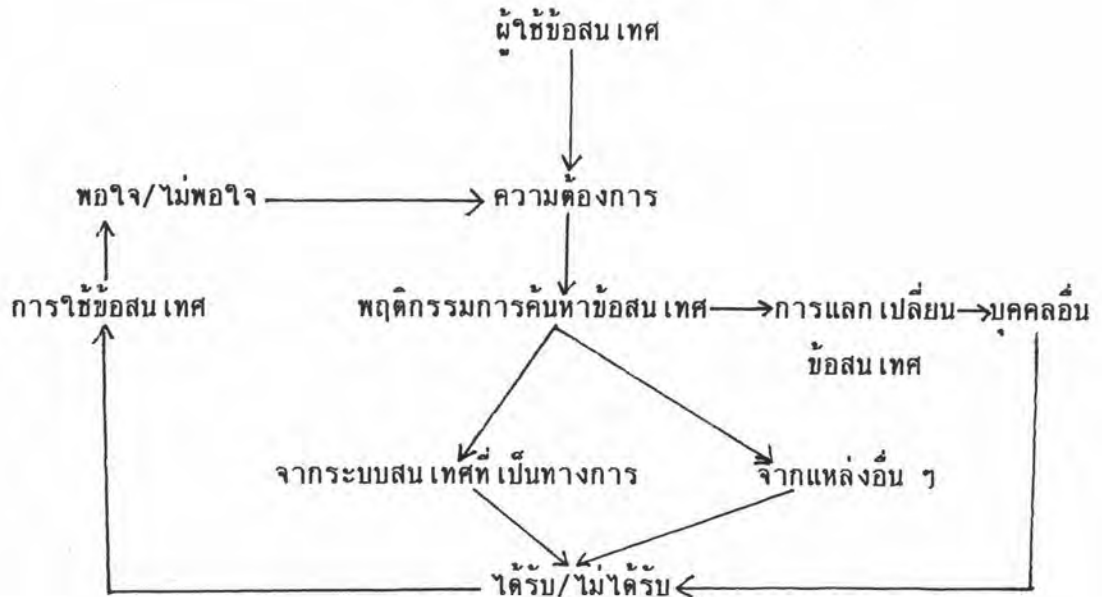 ผู้ใช้ข้อสนเทศ
พอใจ/ไม่พอใจ
ความต้องการ
การใช้ข้อสนเทศ
พฤติกรรมการค้นหาข้อสนเทศ
การแลกเปลี่ยน
ข้อสนเทศ
บุคคลอื่น
จากระบบสนเทศที่เป็นทางการ
จากแหล่งอื่น ๆ
ได้รับ/ไม่ได้รับ